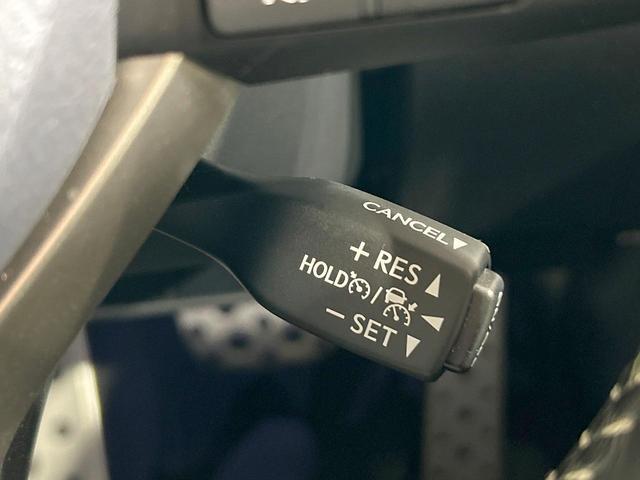 CANCEL▼
+ RES ▲
HOLD / ◀
− SET ▼